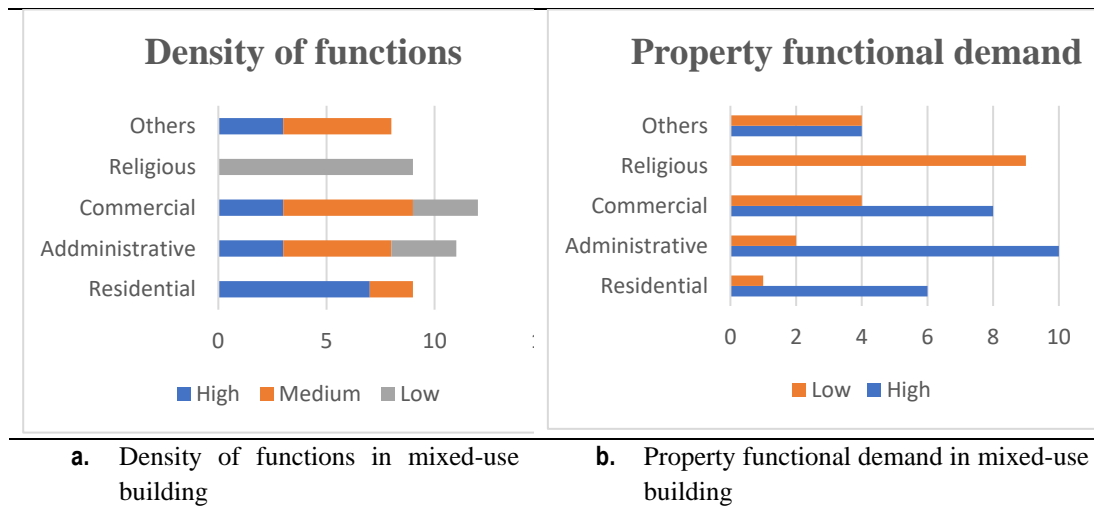 Density of functions
Others
Religious
Commercial
Addministrative
Residential
0 5 10
High Medium Low
Property functional demand
Others
Religious
Commercial
Administrative
Residential
0 2 4 6 8 10
Low High
a. Density of functions in mixed-use
building
b. Property functional demand in mixed-use
building